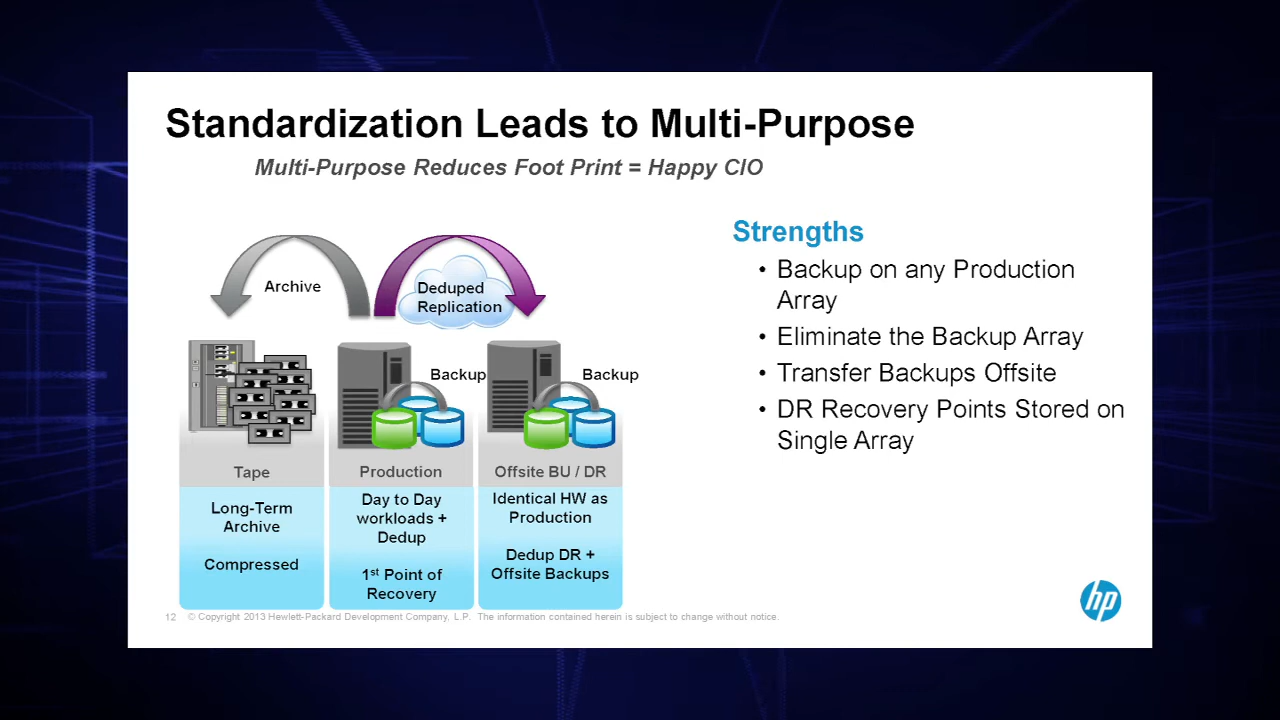 Standardization Leads to Multi-Purpose
Multi-Purpose Reduces Foot Print = Happy CIO
Archive
Deduped
Replication
Backup
Backup
Tape
Production
Offsite BU / DR
Long-Term
Archive
Compressed
Day to Day
workloads +
Dedup
1st Point of
Recovery
Identical HW as
Production
Dedup DR +
Offsite Backups
Strengths
• Backup on any Production
Array
• Eliminate the Backup Array
• Transfer Backups Offsite
• DR Recovery Points Stored on
Single Array
12 © Copyright 2013 Hewlett-Packard Development Company, L.P. The information contained herein is subject to change without notice.
hp